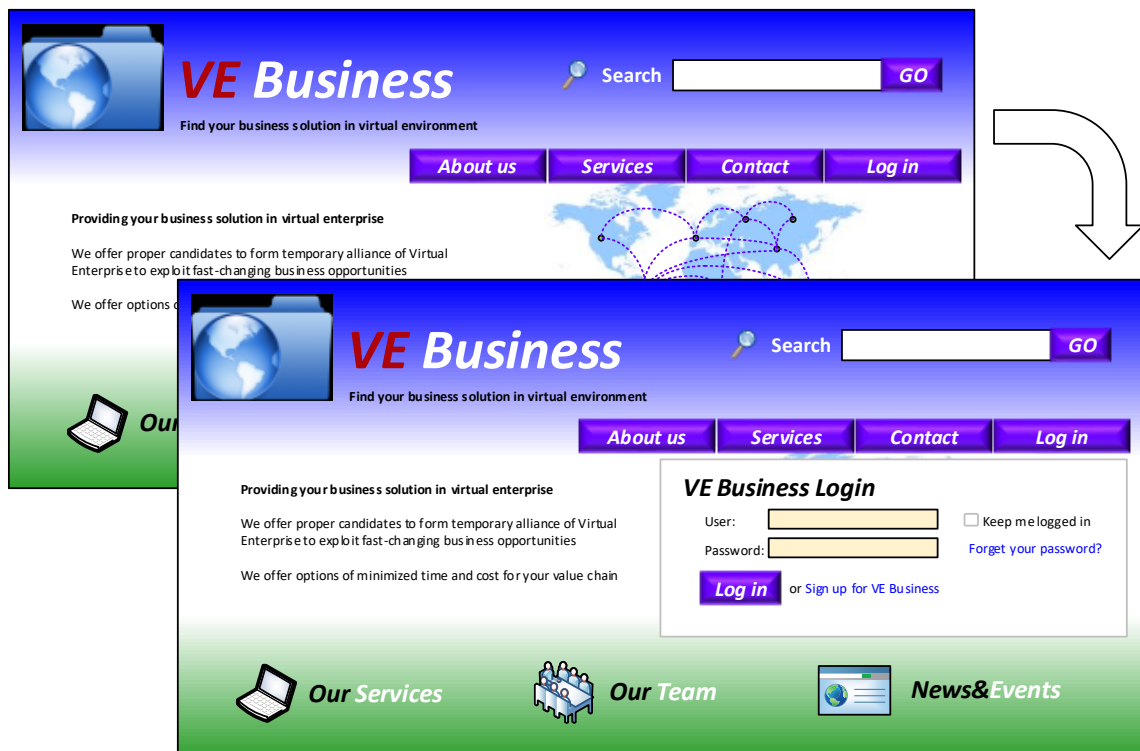 VE Business
Search
GO
Find your business solution in virtual environment
About us Services Contact Log in
Providing your business solution in virtual enterprise
We offer proper candidates to form temporary alliance of Virtual
Enterprise to exploit fast-changing business opportunities
We offer options
Our
VE Business
Search
GO
Find your business solution in virtual environment
About us Services Contact Log in
Providing your business solution in virtual enterprise
We offer proper candidates to form temporary alliance of Virtual
Enterprise to exploit fast-changing business opportunities
We offer options of minimized time and cost for your value chain
VE Business Login
User:
Keep me logged in
Password:
Forget your password?
Log in or Sign up for VE Business
Our Services
Our Team
News&Events